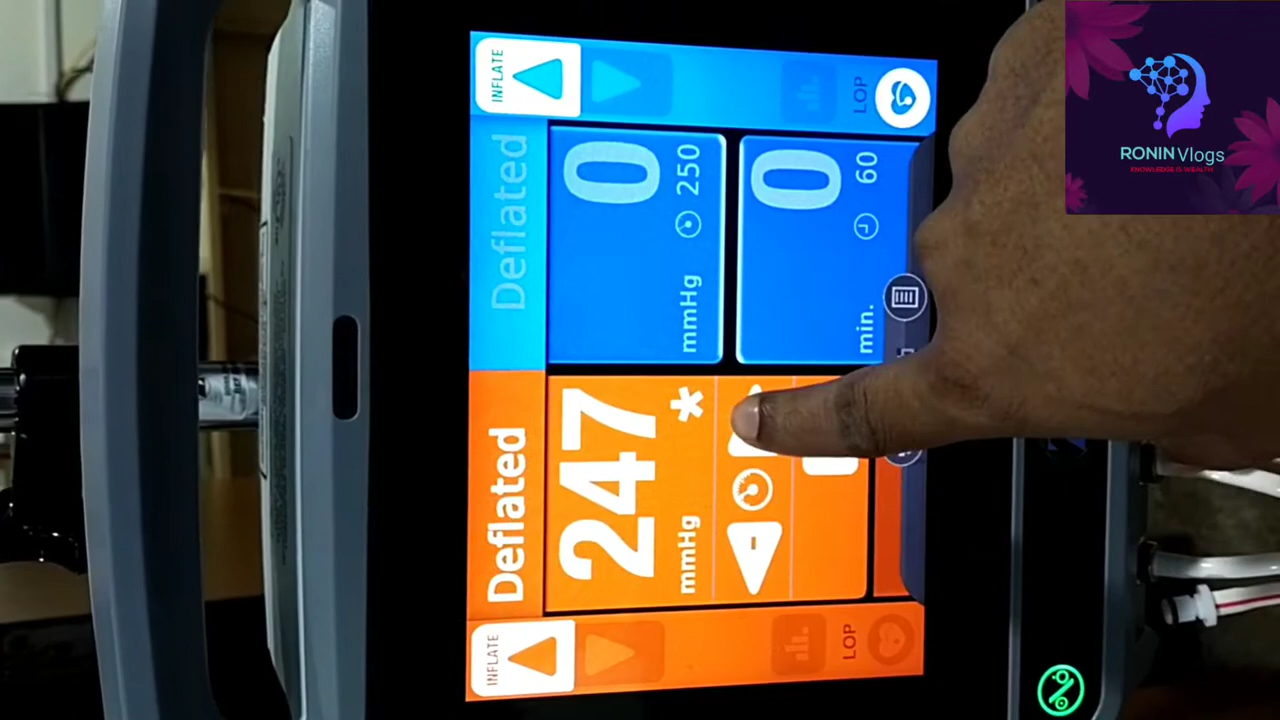 INFLATE
Deflated
247
mmHg *
-
LOP
INFLATE
Deflated
0
mmHg 250
0
min. 60
LOP
RONIN Vlogs
KNOWLEDGE IS WEALTH